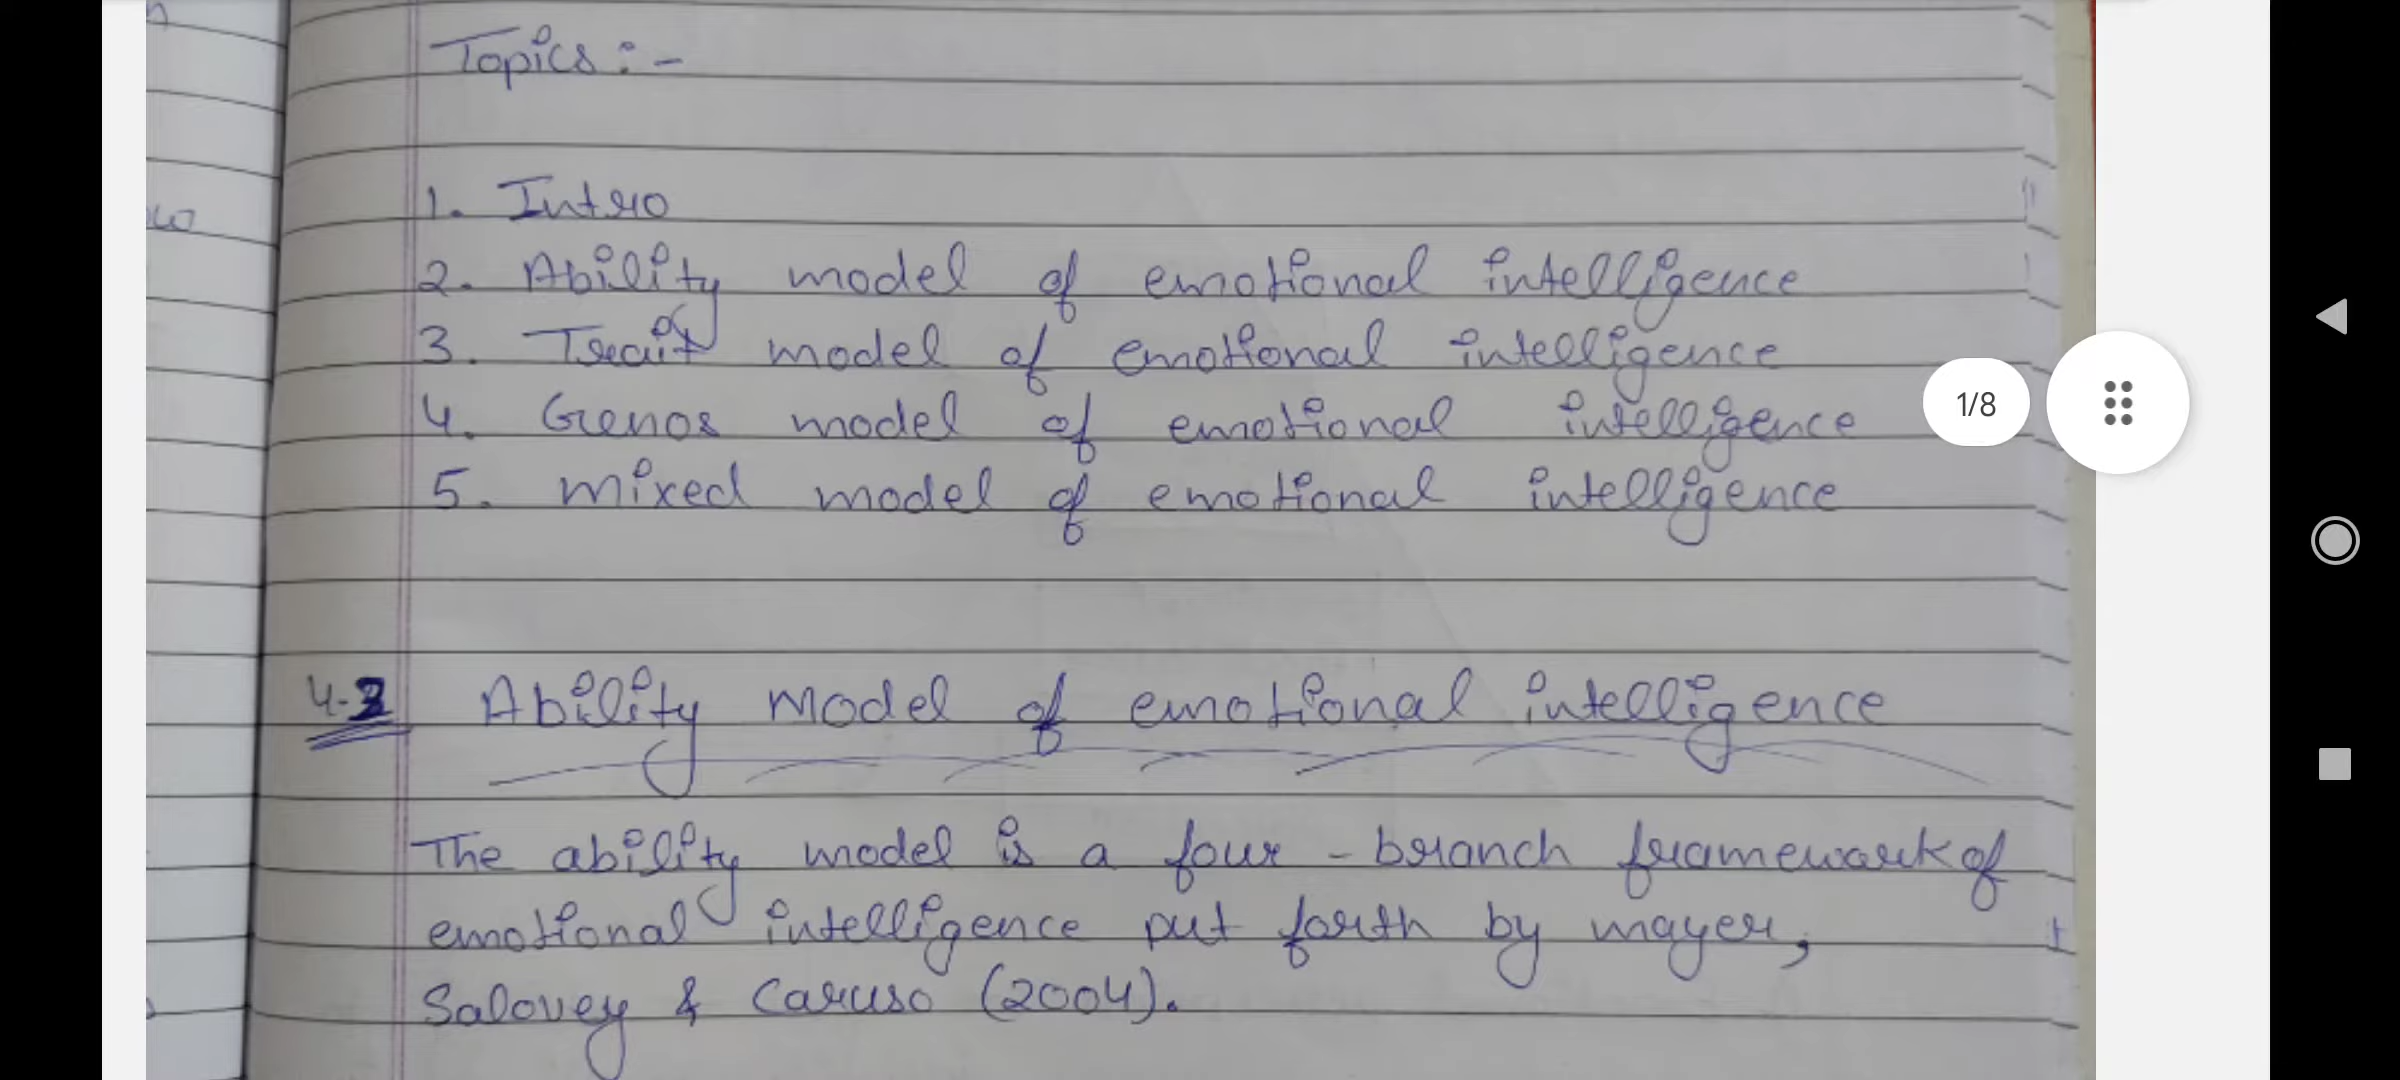 Topics :-
1. Intro
2. Ability model of emotional intelligence
3. Trait model of emotional intelligence
4. Genos model of emotional intelligence
5. mixed model of emotional intelligence
1/8
Ability model of emotional intelligence
The ability model is a four - branch framework of
emotional intelligence put forth by mayer,
Salovey & Caruso (2004).